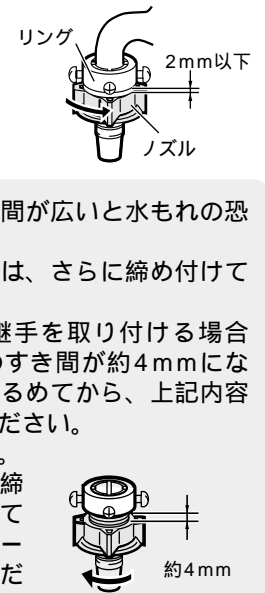 リング
2mm以下
ノズル
間が広いと水もれの恐
は、さらに締め付けて
継手を取り付ける場合
のすき間が約4mmにな
るめてから、上記内容
ださい。
。
締
て
ー
だ
約4mm